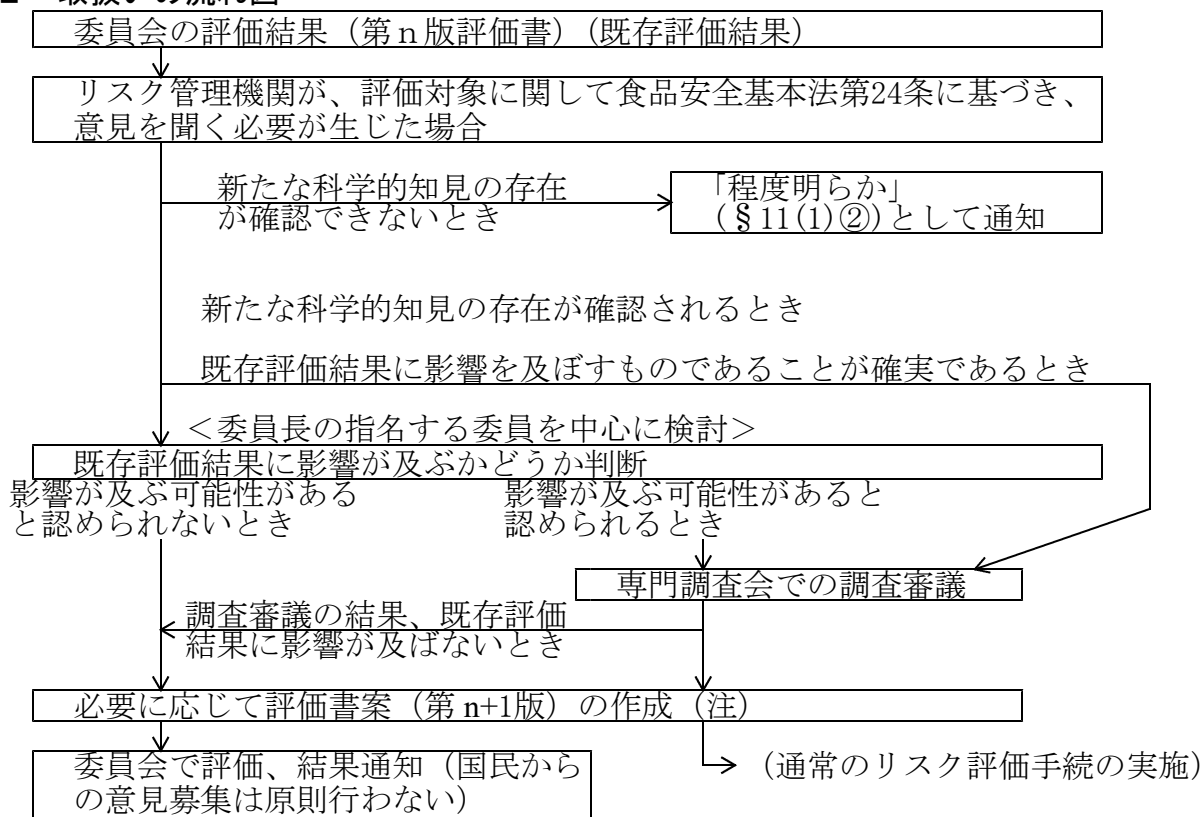 委員会の評価結果（第ｎ版評価書）(既存評価結果)
リスク管理機関が、評価対象に関して食品安全基本法第24条に基づき、
意見を聞く必要が生じた場合
新たな科学的知見の存在
が確認できないとき
「程度明らか」
(§11(1)②)として通知
新たな科学的知見の存在が確認されるとき
既存評価結果に影響を及ぼすものであることが確実であるとき
＜委員長の指名する委員を中心に検討＞
既存評価結果に影響が及ぶかどうか判断
影響が及ぶ可能性がある
と認められないとき
影響が及ぶ可能性があると
認められるとき
専門調査会での調査審議
調査審議の結果、既存評価
結果に影響が及ばないとき
必要に応じて評価書案（第n+1版）の作成（注）
委員会で評価、結果通知（国民から
の意見募集は原則行わない）
（通常のリスク評価手続の実施）